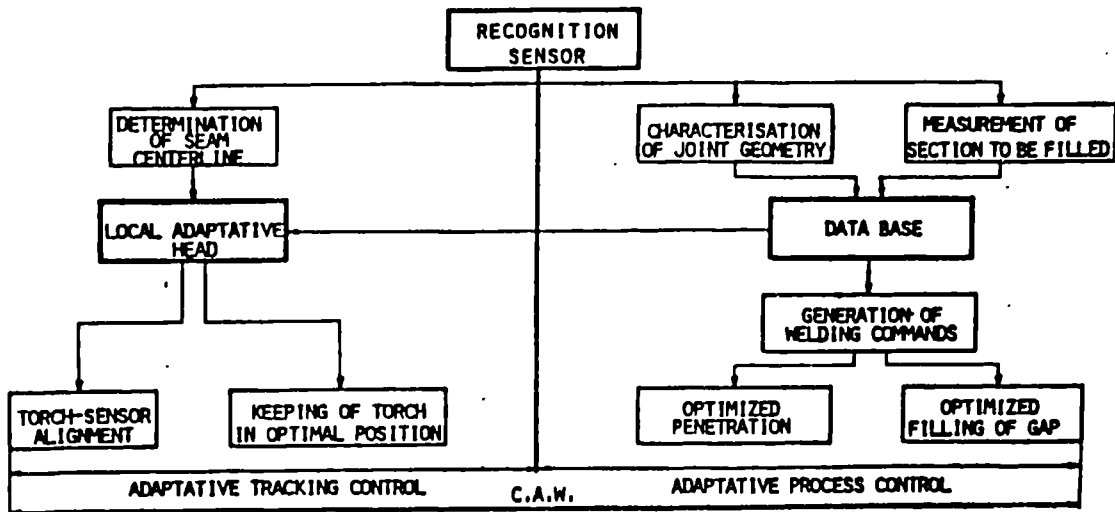 RECOGNITION
SENSOR
DETERMINATION
OF SEAM
CENTERLINE
CHARACTERISATION
OF JOINT GEOMETRY
MEASUREMENT OF
SECTION TO BE FILLED
LOCAL ADAPTATIVE
HEAD
DATA BASE
GENERATION OF
WELDING COMMANDS
TORCH-SENSOR
ALIGNMENT
KEEPING OF TORCH
IN OPTIMAL POSITION
OPTIMIZED
PENETRATION
OPTIMIZED
FILLING OF GAP
ADAPTATIVE TRACKING CONTROL
C.A.W.
ADAPTATIVE PROCESS CONTROL